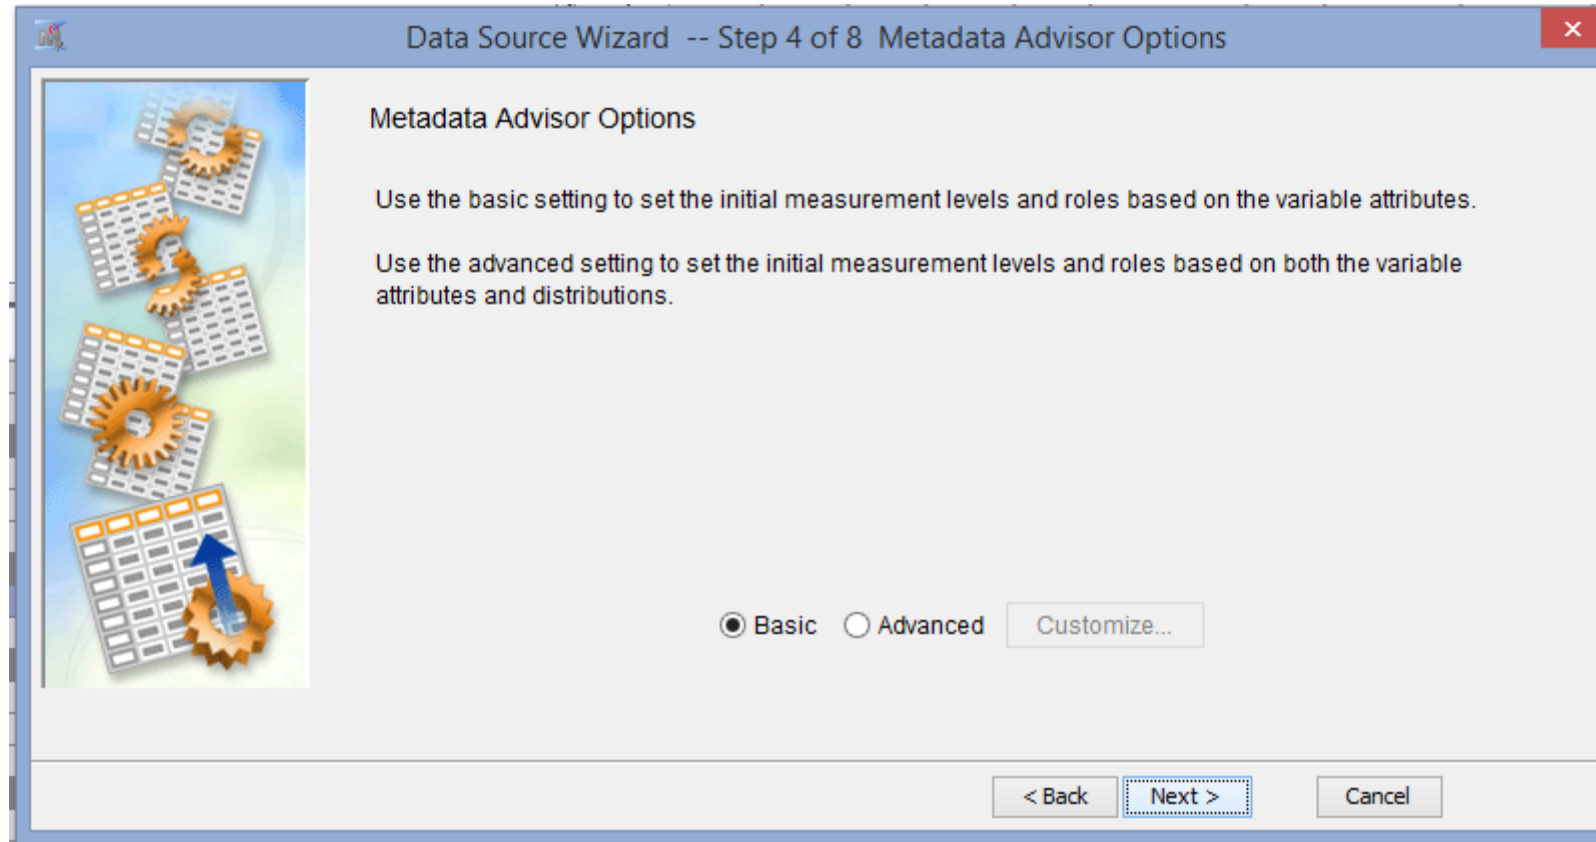 Data Source Wizard -- Step 4 of 8 Metadata Advisor Options
Metadata Advisor Options
Use the basic setting to set the initial measurement levels and roles based on the variable attributes.
Use the advanced setting to set the initial measurement levels and roles based on both the variable
attributes and distributions.
Basic Advanced Customize...
< Back Next > Cancel